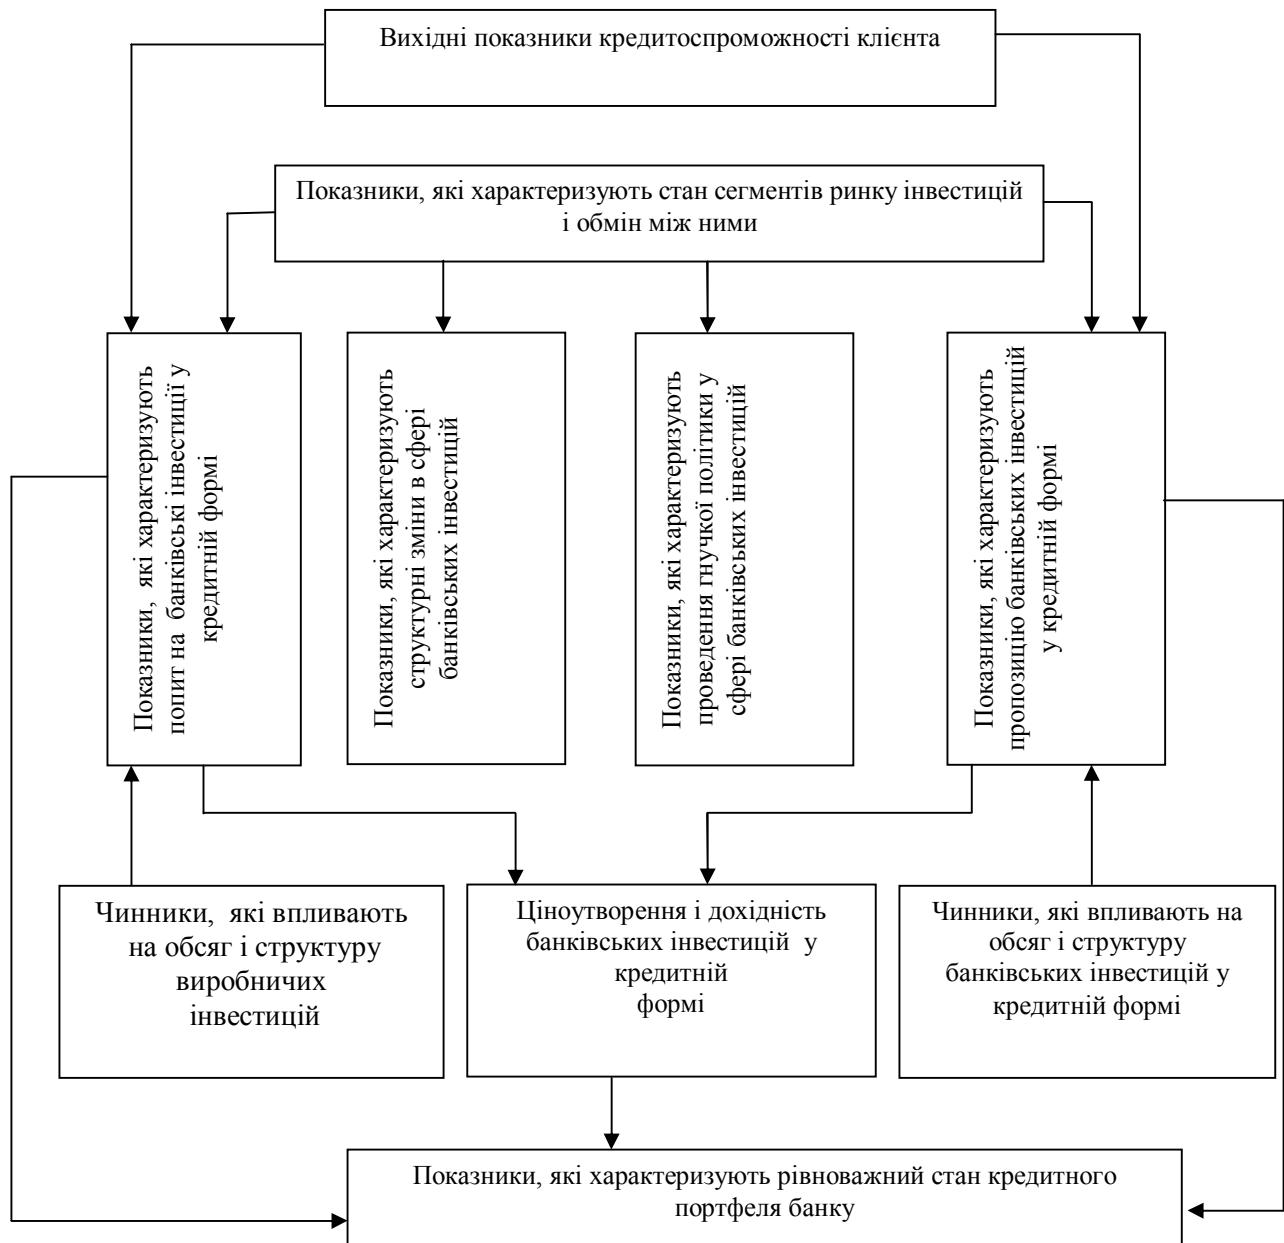 Вихідні показники кредитоспроможності клієнта
Показники, які характеризують стан сегментів ринку інвестицій
і обмін між ними
Показники, які характеризують
попит на банківські інвестиції у
кредитній формі
Показники, які характеризують
структурні зміни в сфері
банківських інвестицій
Показники, які характеризують
проведення гнучкої політики у
сфері банківських інвестицій
Показники, які характеризують
пропозицію банківських інвестицій
у кредитній формі
Чинники, які впливають
на обсяг і структуру
виробничих
інвестицій
Ціноутворення і дохідність
банківських інвестицій у
кредитній
формі
Чинники, які впливають на
обсяг і структуру
банківських інвестицій у
кредитній формі
Показники, які характеризують рівноважний стан кредитного
портфеля банку